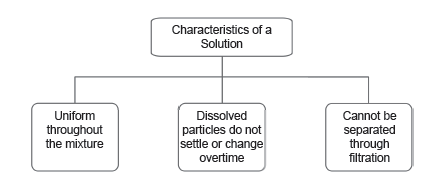 Characteristics of a
Solution
Uniform
throughout
the mixture
Dissolved
particles do not
settle or change
overtime
Cannot be
separated
through
filtration